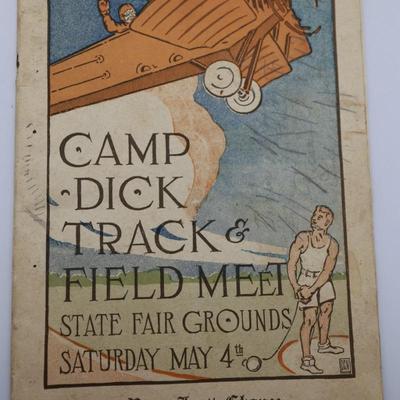 CAMP
DICK
TRACK &
FIELD MEET
STATE FAIR GROUNDS
SATURDAY MAY 4th